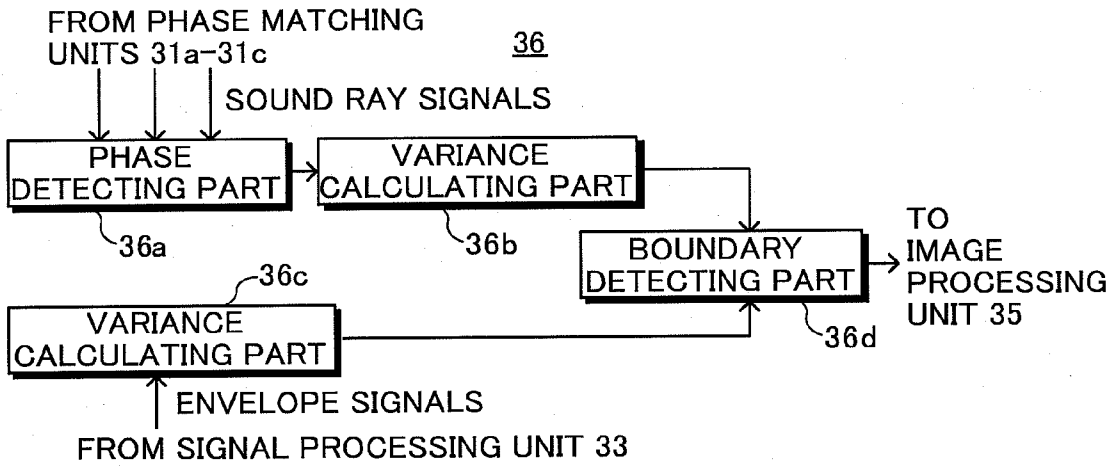 FROM PHASE MATCHING
UNITS 31a-31c
36
SOUND RAY SIGNALS
PHASE
DETECTING PART
VARIANCE
CALCULATING PART
36a
36b
BOUNDARY
DETECTING PART
TO
IMAGE
PROCESSING
UNIT 35
36c
VARIANCE
CALCULATING PART
36d
ENVELOPE SIGNALS
FROM SIGNAL PROCESSING UNIT 33